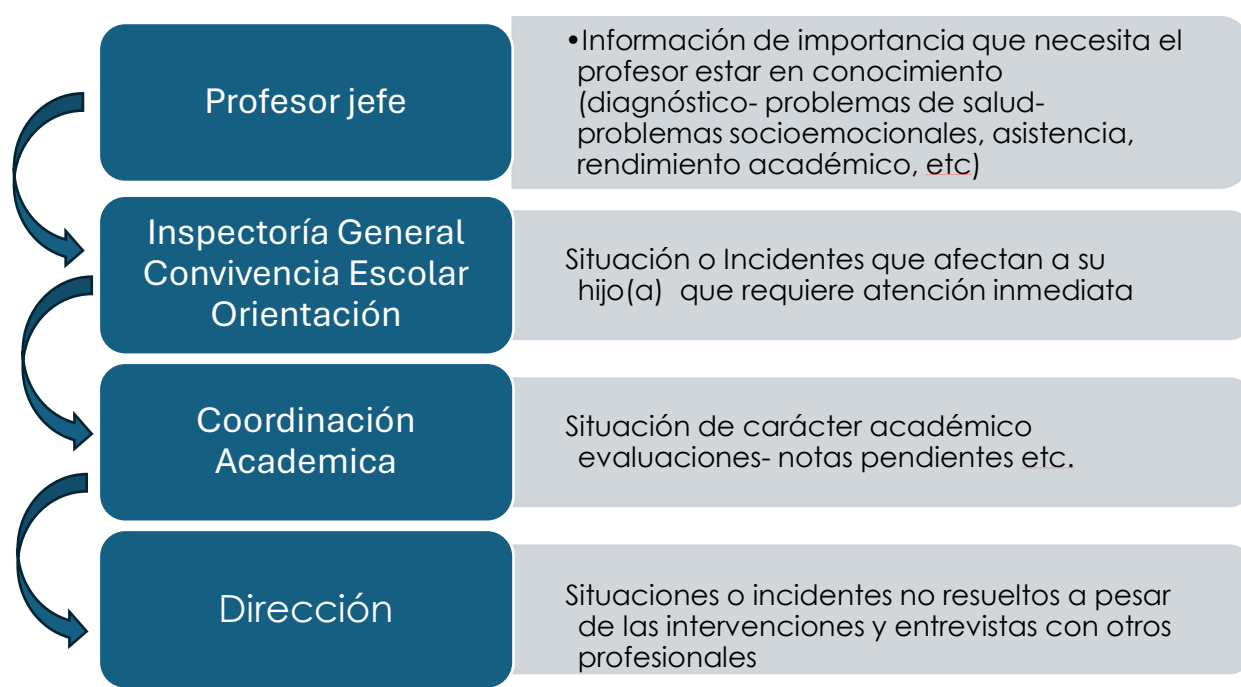 Profesor jefe
•Información de importancia que necesita el
profesor estar en conocimiento
(diagnóstico- problemas de salud-
problemas socioemocionales, asistencia,
rendimiento académico, etc)
Inspectoría General
Convivencia Escolar
Orientación
Situación o Incidentes que afectan a su
hijo(a) que requiere atención inmediata
Coordinación
Academica
Situación de carácter académico
evaluaciones- notas pendientes etc.
Dirección
Situaciones o incidentes no resueltos a pesar
de las intervenciones y entrevistas con otros
profesionales